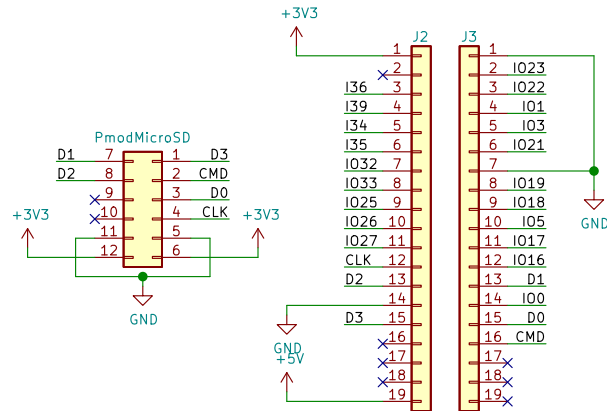 +3V3
J2 J3
1 1
2 2 IO23
I36 3 3 IO22
I39 4 4 IO1
I34 5 5 IO3
I35 6 6 IO21
IO32 7 7
IO33 8 8 IO19
IO25 9 9 IO18
IO26 10 10 IO5
IO27 11 11 IO17
CLK 12 12 IO16
D2 13 13 D1
14 14 IO0
D3 15 15 D0
16 16 CMD
17 17
18 18
19 19
GND
GND
+5V
PmodMicroSD
D1 7 1 D3
D2 8 2 CMD
9 3 D0
10 4 CLK
11 5
12 6
+3V3
+3V3
GND